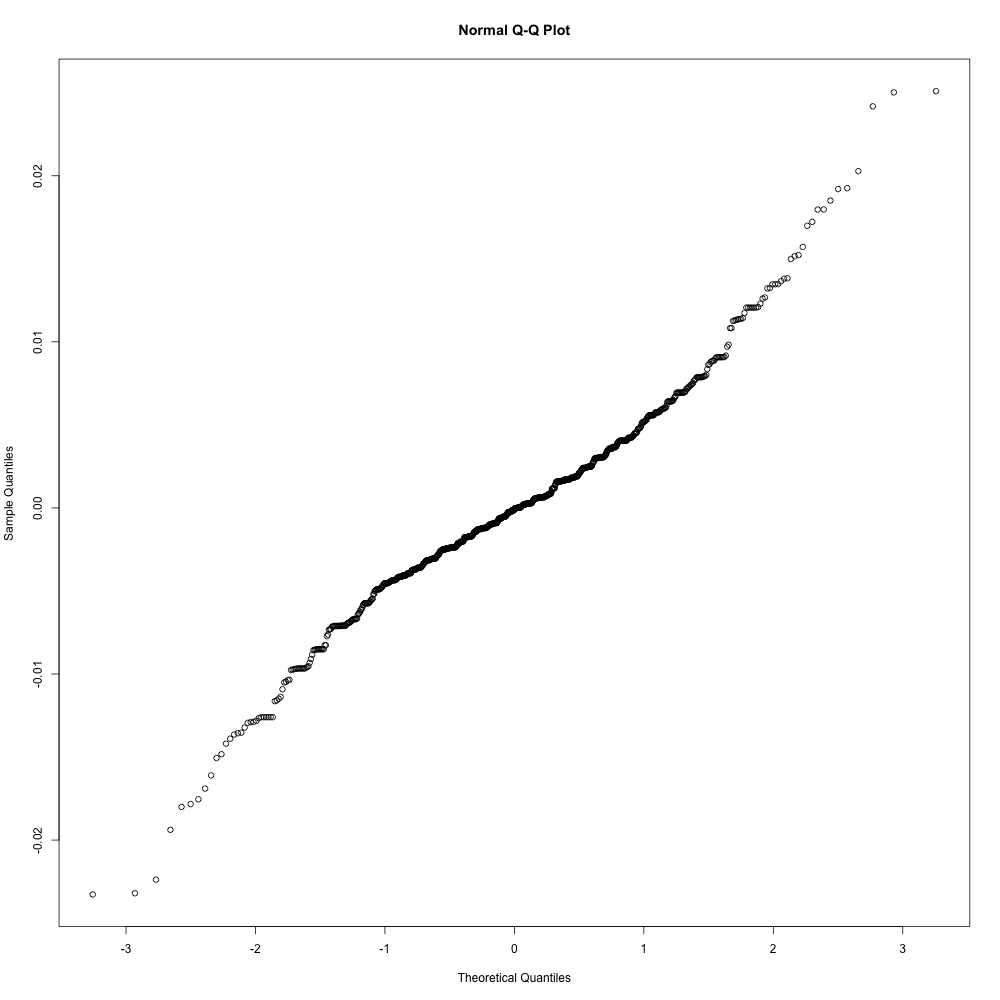 Normal Q-Q Plot
0.02
0.01
0.00
-0.01
-0.02
Sample Quantiles
-3 -2 -1 0 1 2 3
Theoretical Quantiles